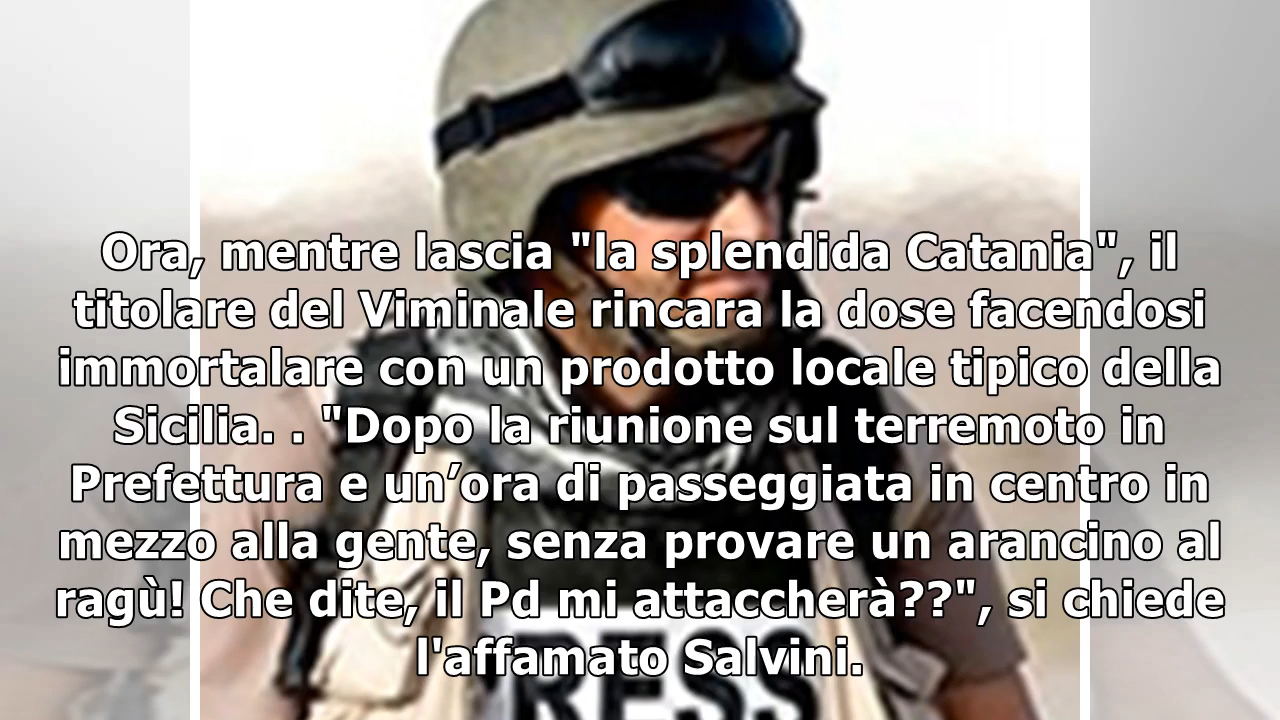 Ora, mentre lascia "la splendida Catania", il
titolare del Viminale rincara la dose facendosi
immortalare con un prodotto locale tipico della
Sicilia. . "Dopo la riunione sul terremoto in
Prefettura e un’ora di passeggiata in centro in
mezzo alla gente, senza provare un arancino al
ragù! Che dite, il Pd mi attaccherà??", si chiede
l'affamato Salvini.
RESS